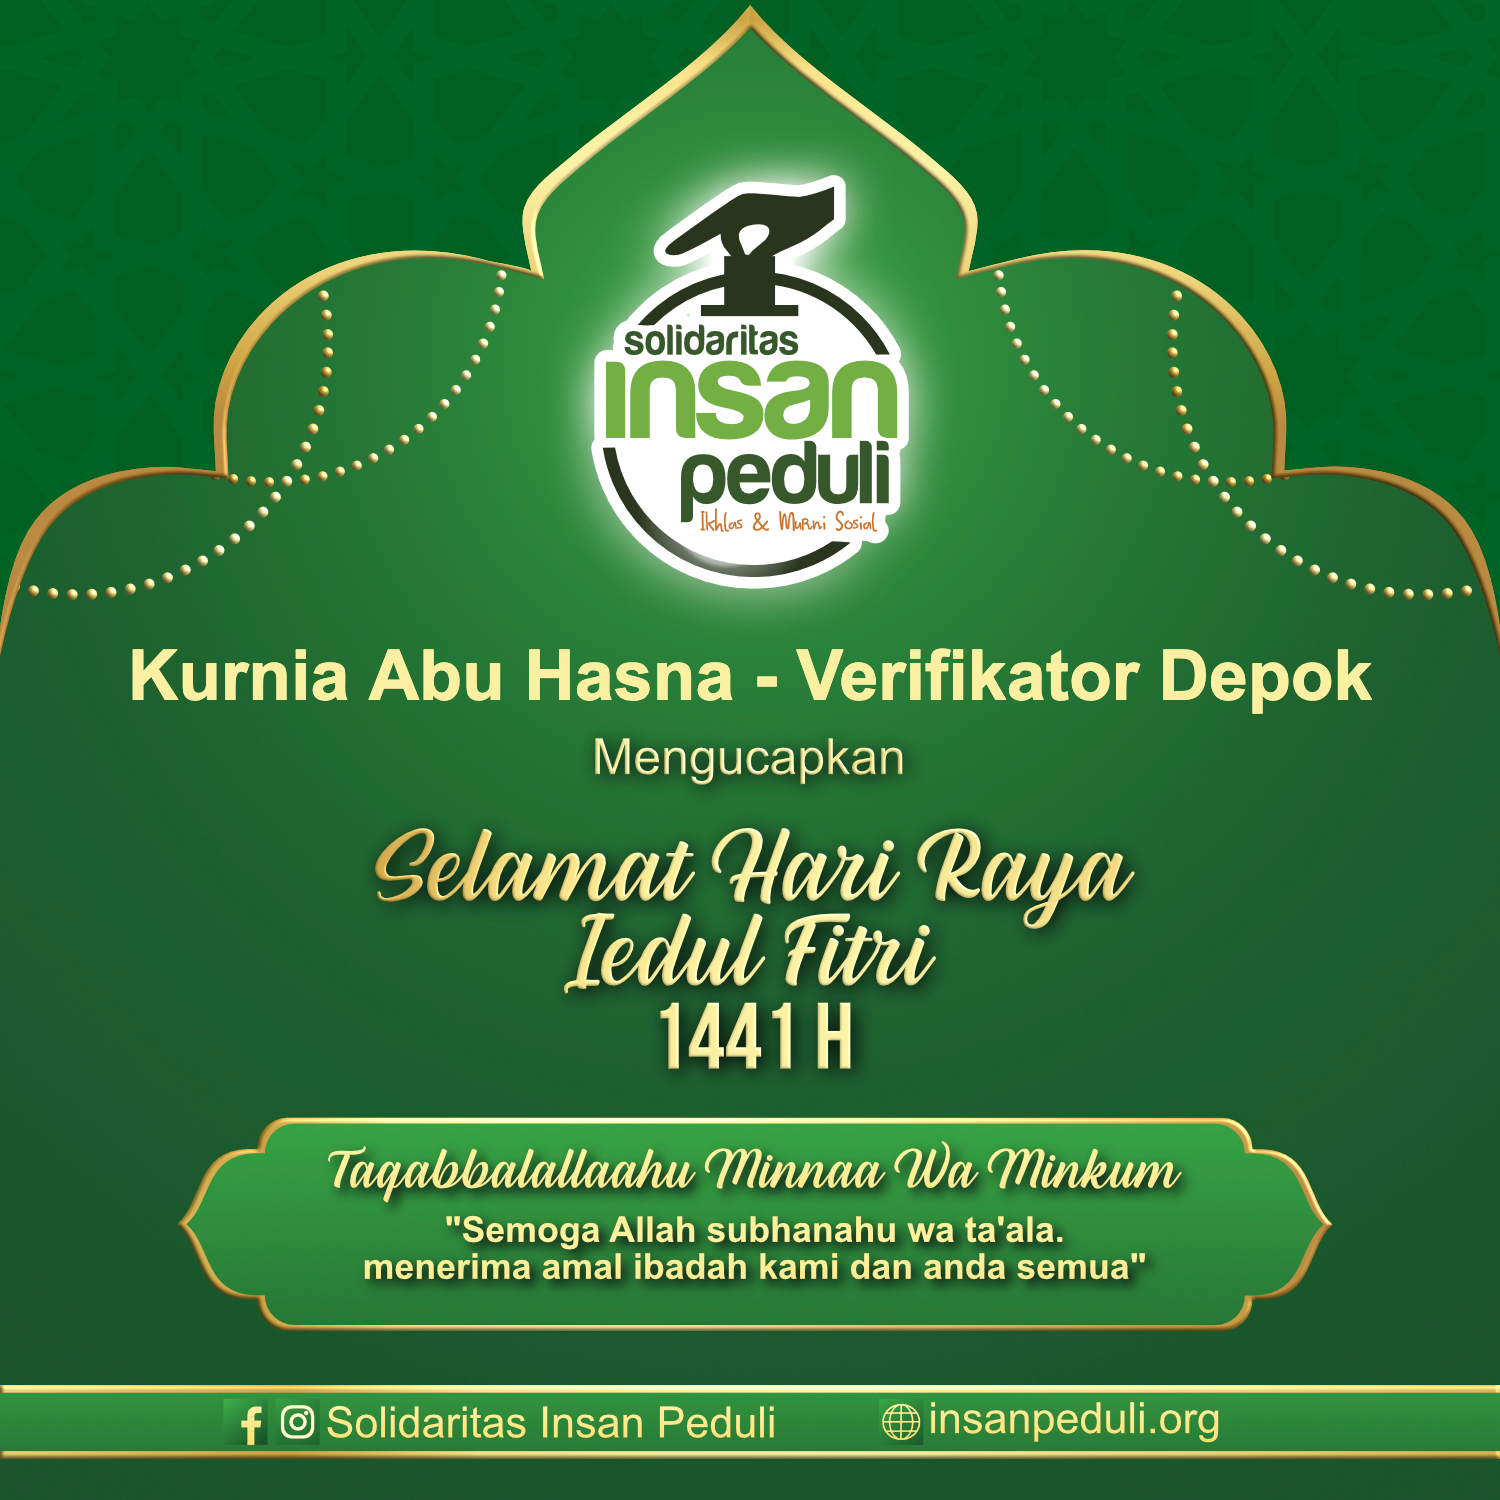 solidaritas
insan
peduli
Ikhlas & Murni Sosial
Kurnia Abu Hasna - Verifikator Depok
Mengucapkan
Selamat Hari Raya
Iedul Fitri
1441 H
Taqabbalallaahu Minnaa Wa Minkum
"Semoga Allah subhanahu wa ta'ala.
menerima amal ibadah kami dan anda semua"
Solidaritas Insan Peduli
insanpeduli.org